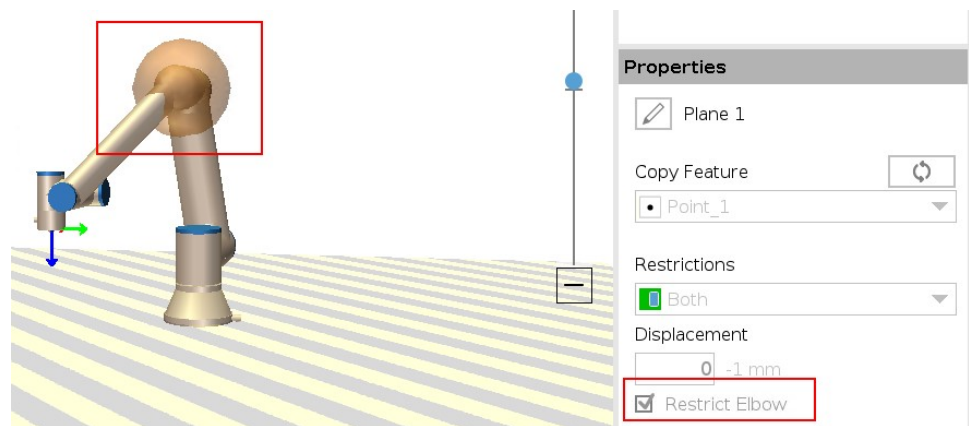 Properties
Plane 1
Copy Feature
Point_1
Restrictions
Both
Displacement
0 -1 mm
Restrict Elbow